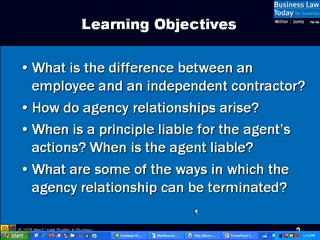 Learning Objectives
Business Law
Today
• What is the difference between an
employee and an independent contractor?
• How do agency relationships arise?
• When is a principle liable for the agent's
actions? When is the agent liable?
• What are some of the ways in which the
agency relationship can be terminated?
start